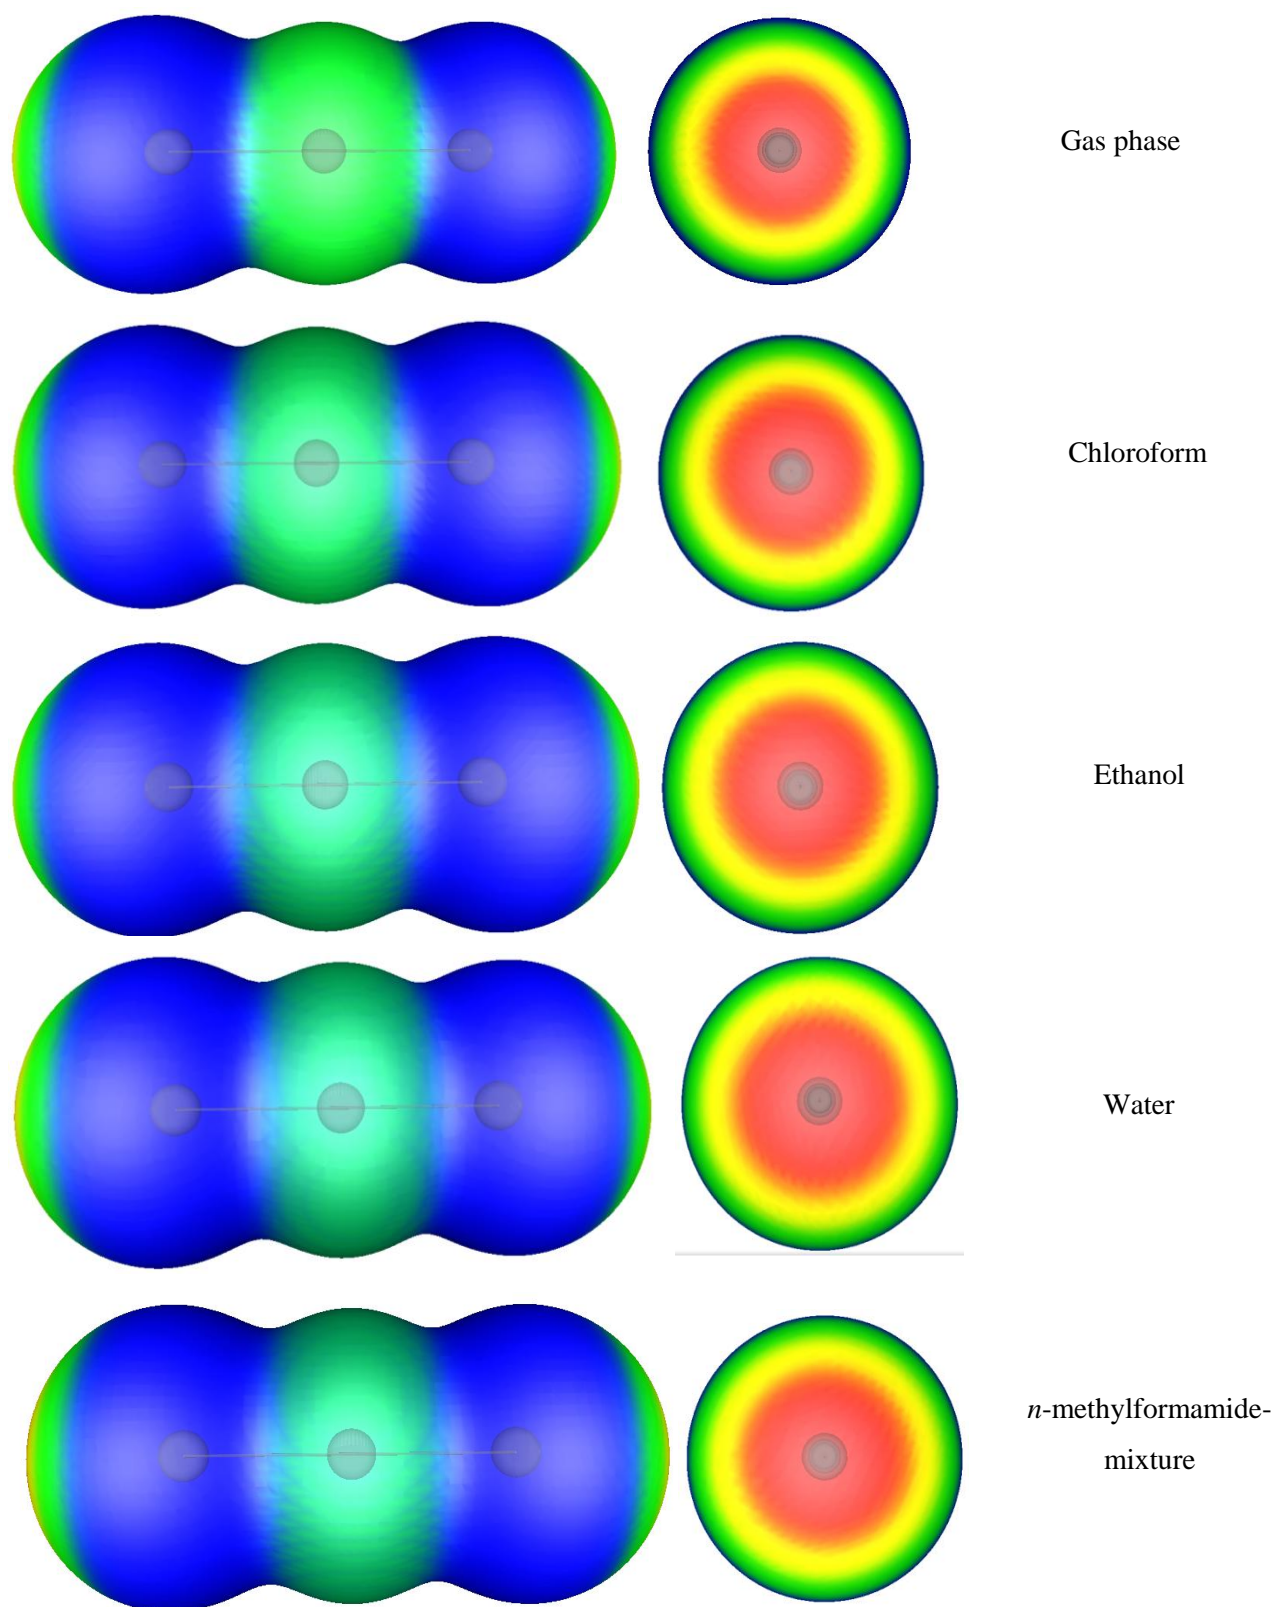 Gas phase
Chloroform
Ethanol
Water
n-methylformamide-
mixture